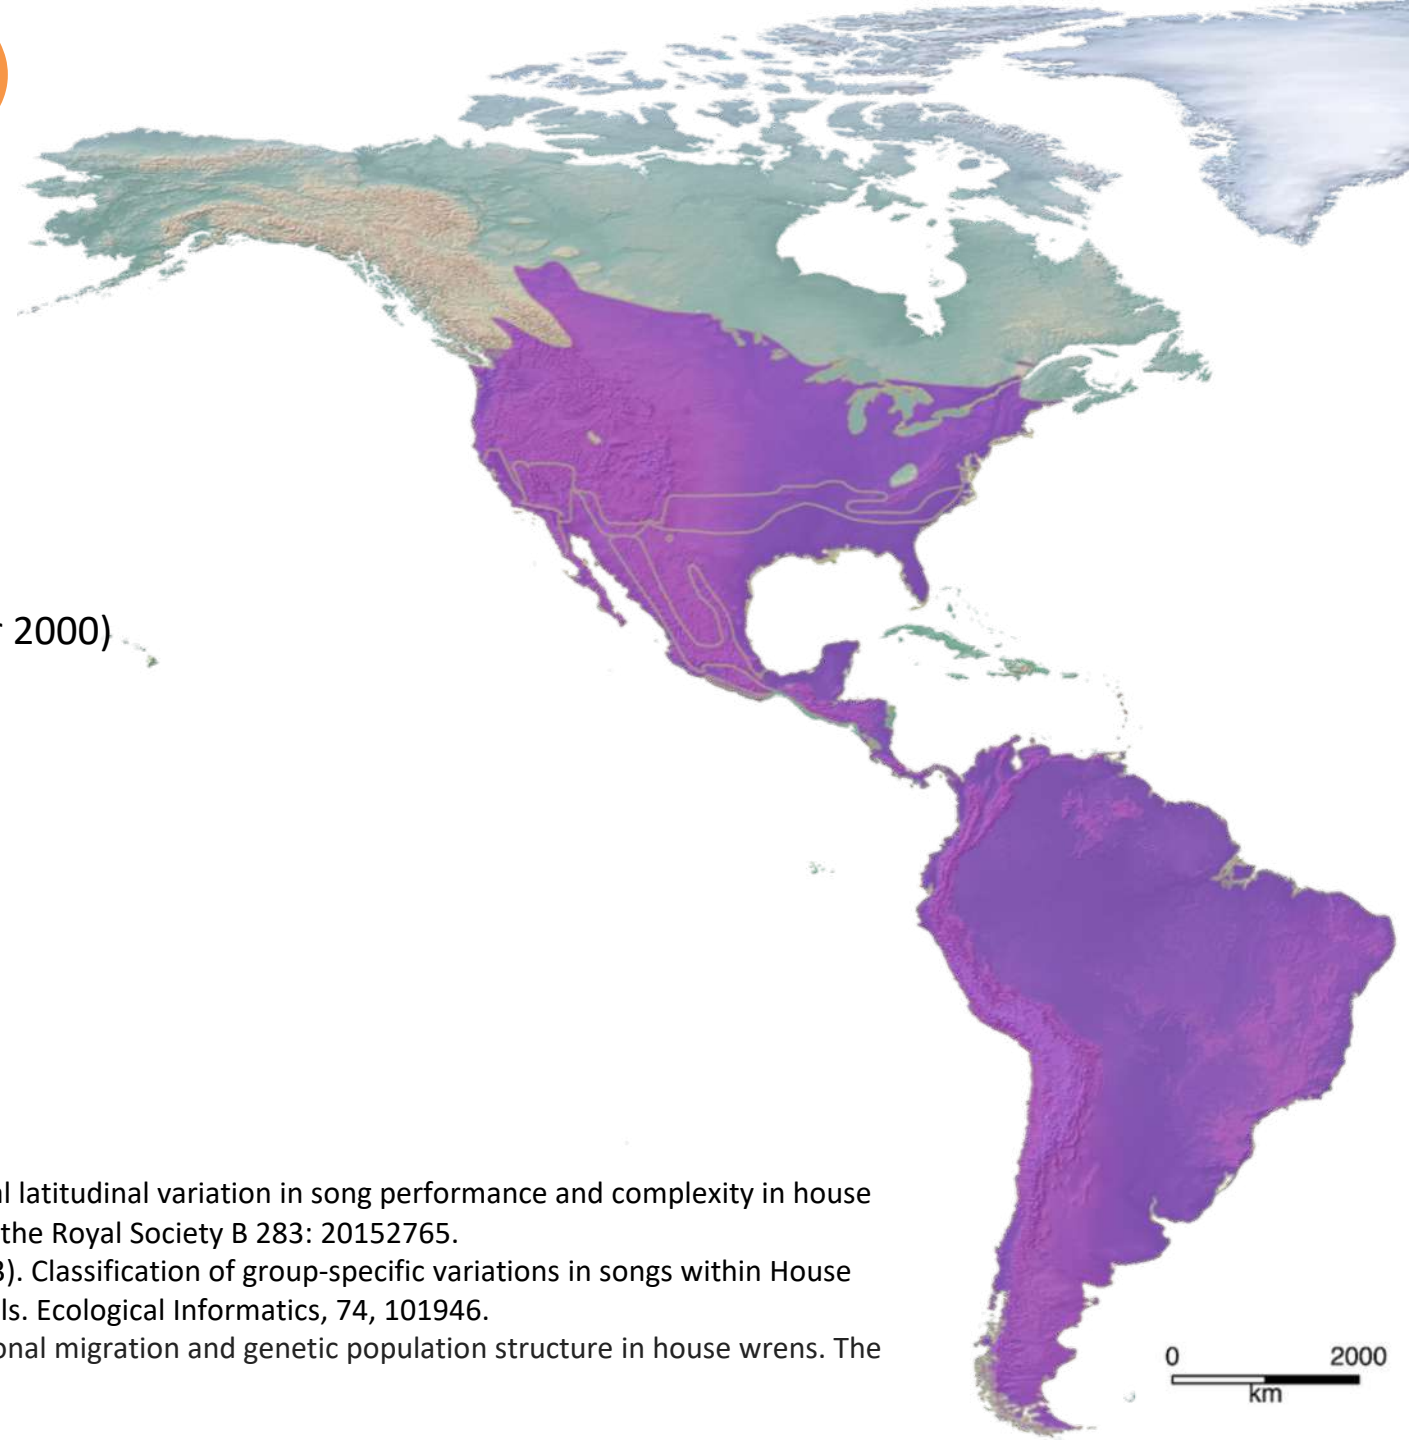 2000)
al latitudinal variation in song performance and complexity in house
the Royal Society B 283: 20152765.
3). Classification of group-specific variations in songs within House
ls. Ecological Informatics, 74, 101946.
onal migration and genetic population structure in house wrens. The
0 2000
km